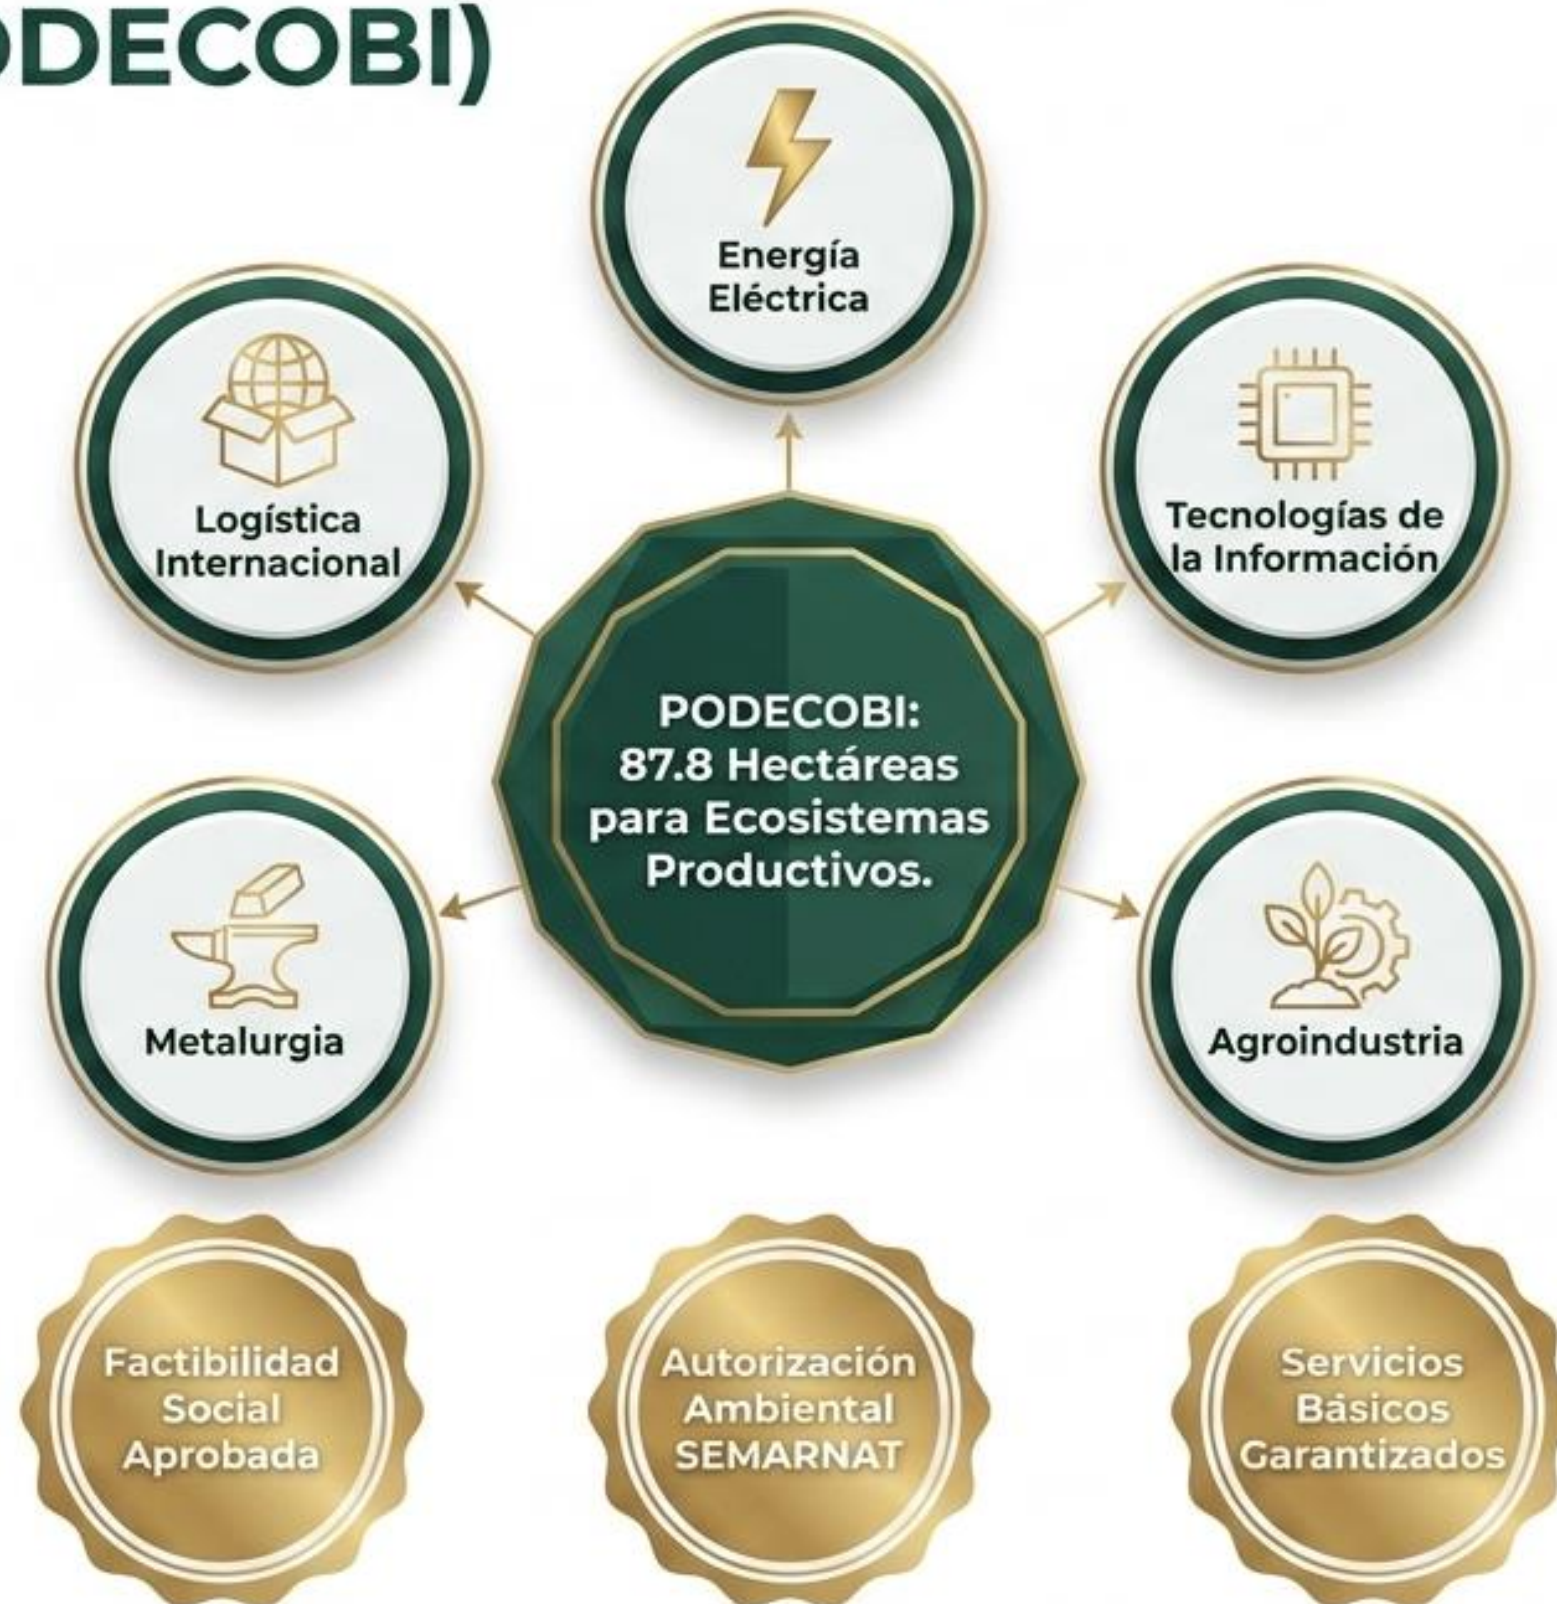 ODECOBI)
Energía
Eléctrica
Logística
Internacional
Tecnologías de
la Información
PODECOBI:
87.8 Hectáreas
para Ecosistemas
Productivos.
Metalurgia
Agroindustria
Factibilidad
Social
Aprobada
Autorización
Ambiental
SEMARNAT
Servicios
Básicos
Garantizados